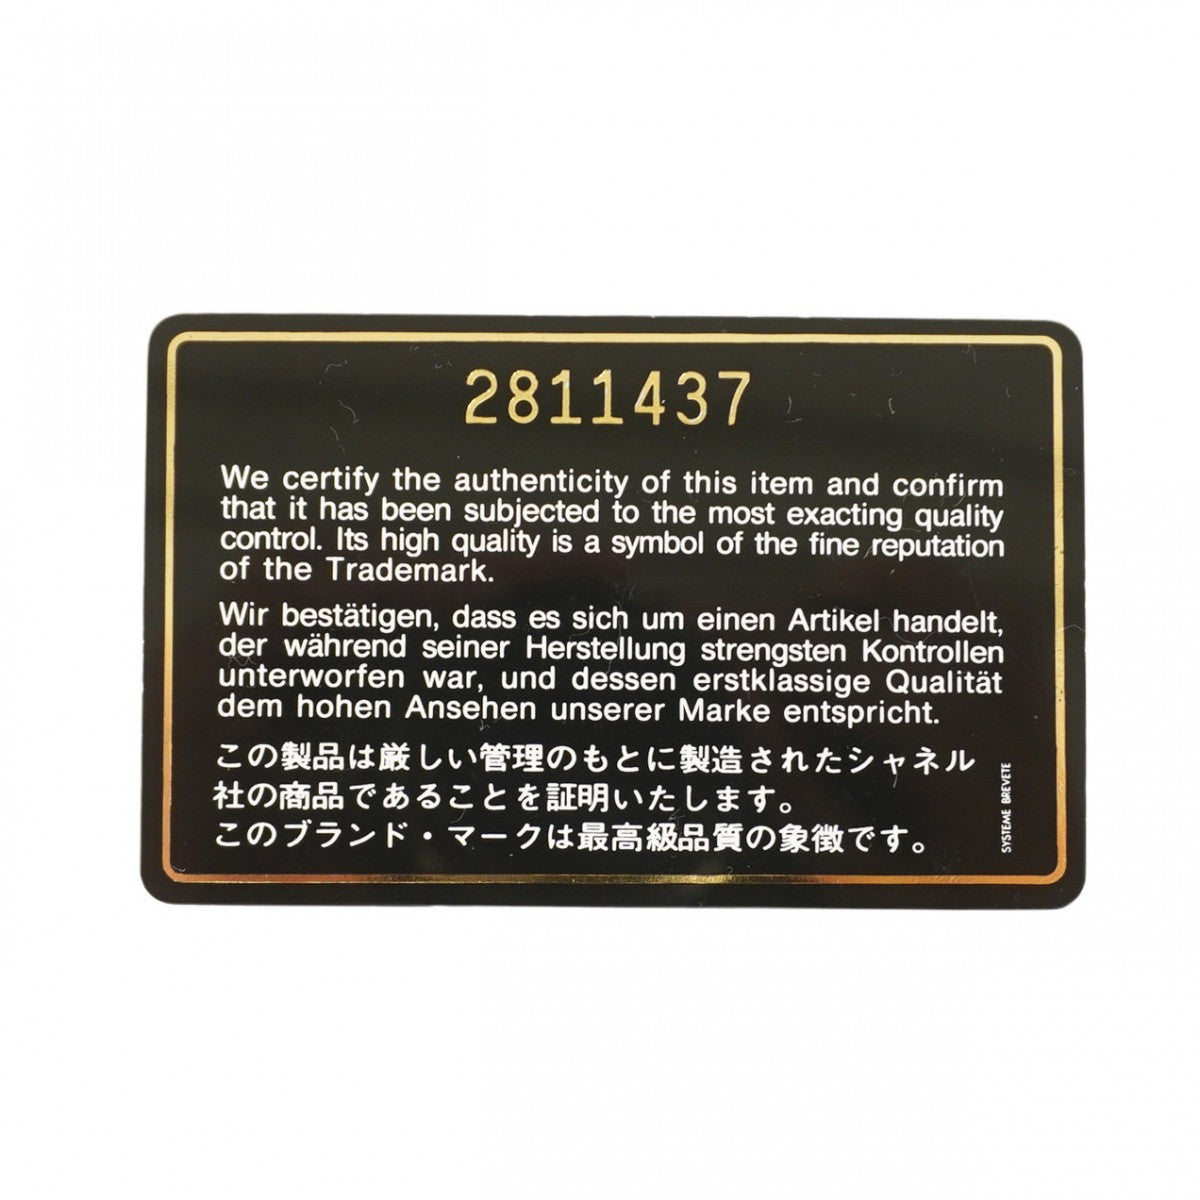 2811437
We certify the authenticity of this item and confirm
that it has been subjected to the most exacting quality
control. Its high quality is a symbol of the fine reputation
of the Trademark.
Wir bestätigen, dass es sich um einen Artikel handelt,
der während seiner Herstellung strengsten Kontrollen
unterworfen war, und dessen erstklassige Qualität
dem hohen Ansehen unserer Marke entspricht.
この製品は厳しい管理のもとに製造されたシャネル
社の商品であることを証明いたします。
このブランド・マークは最高級品質の象徴です。
SYSTEME BREVETE